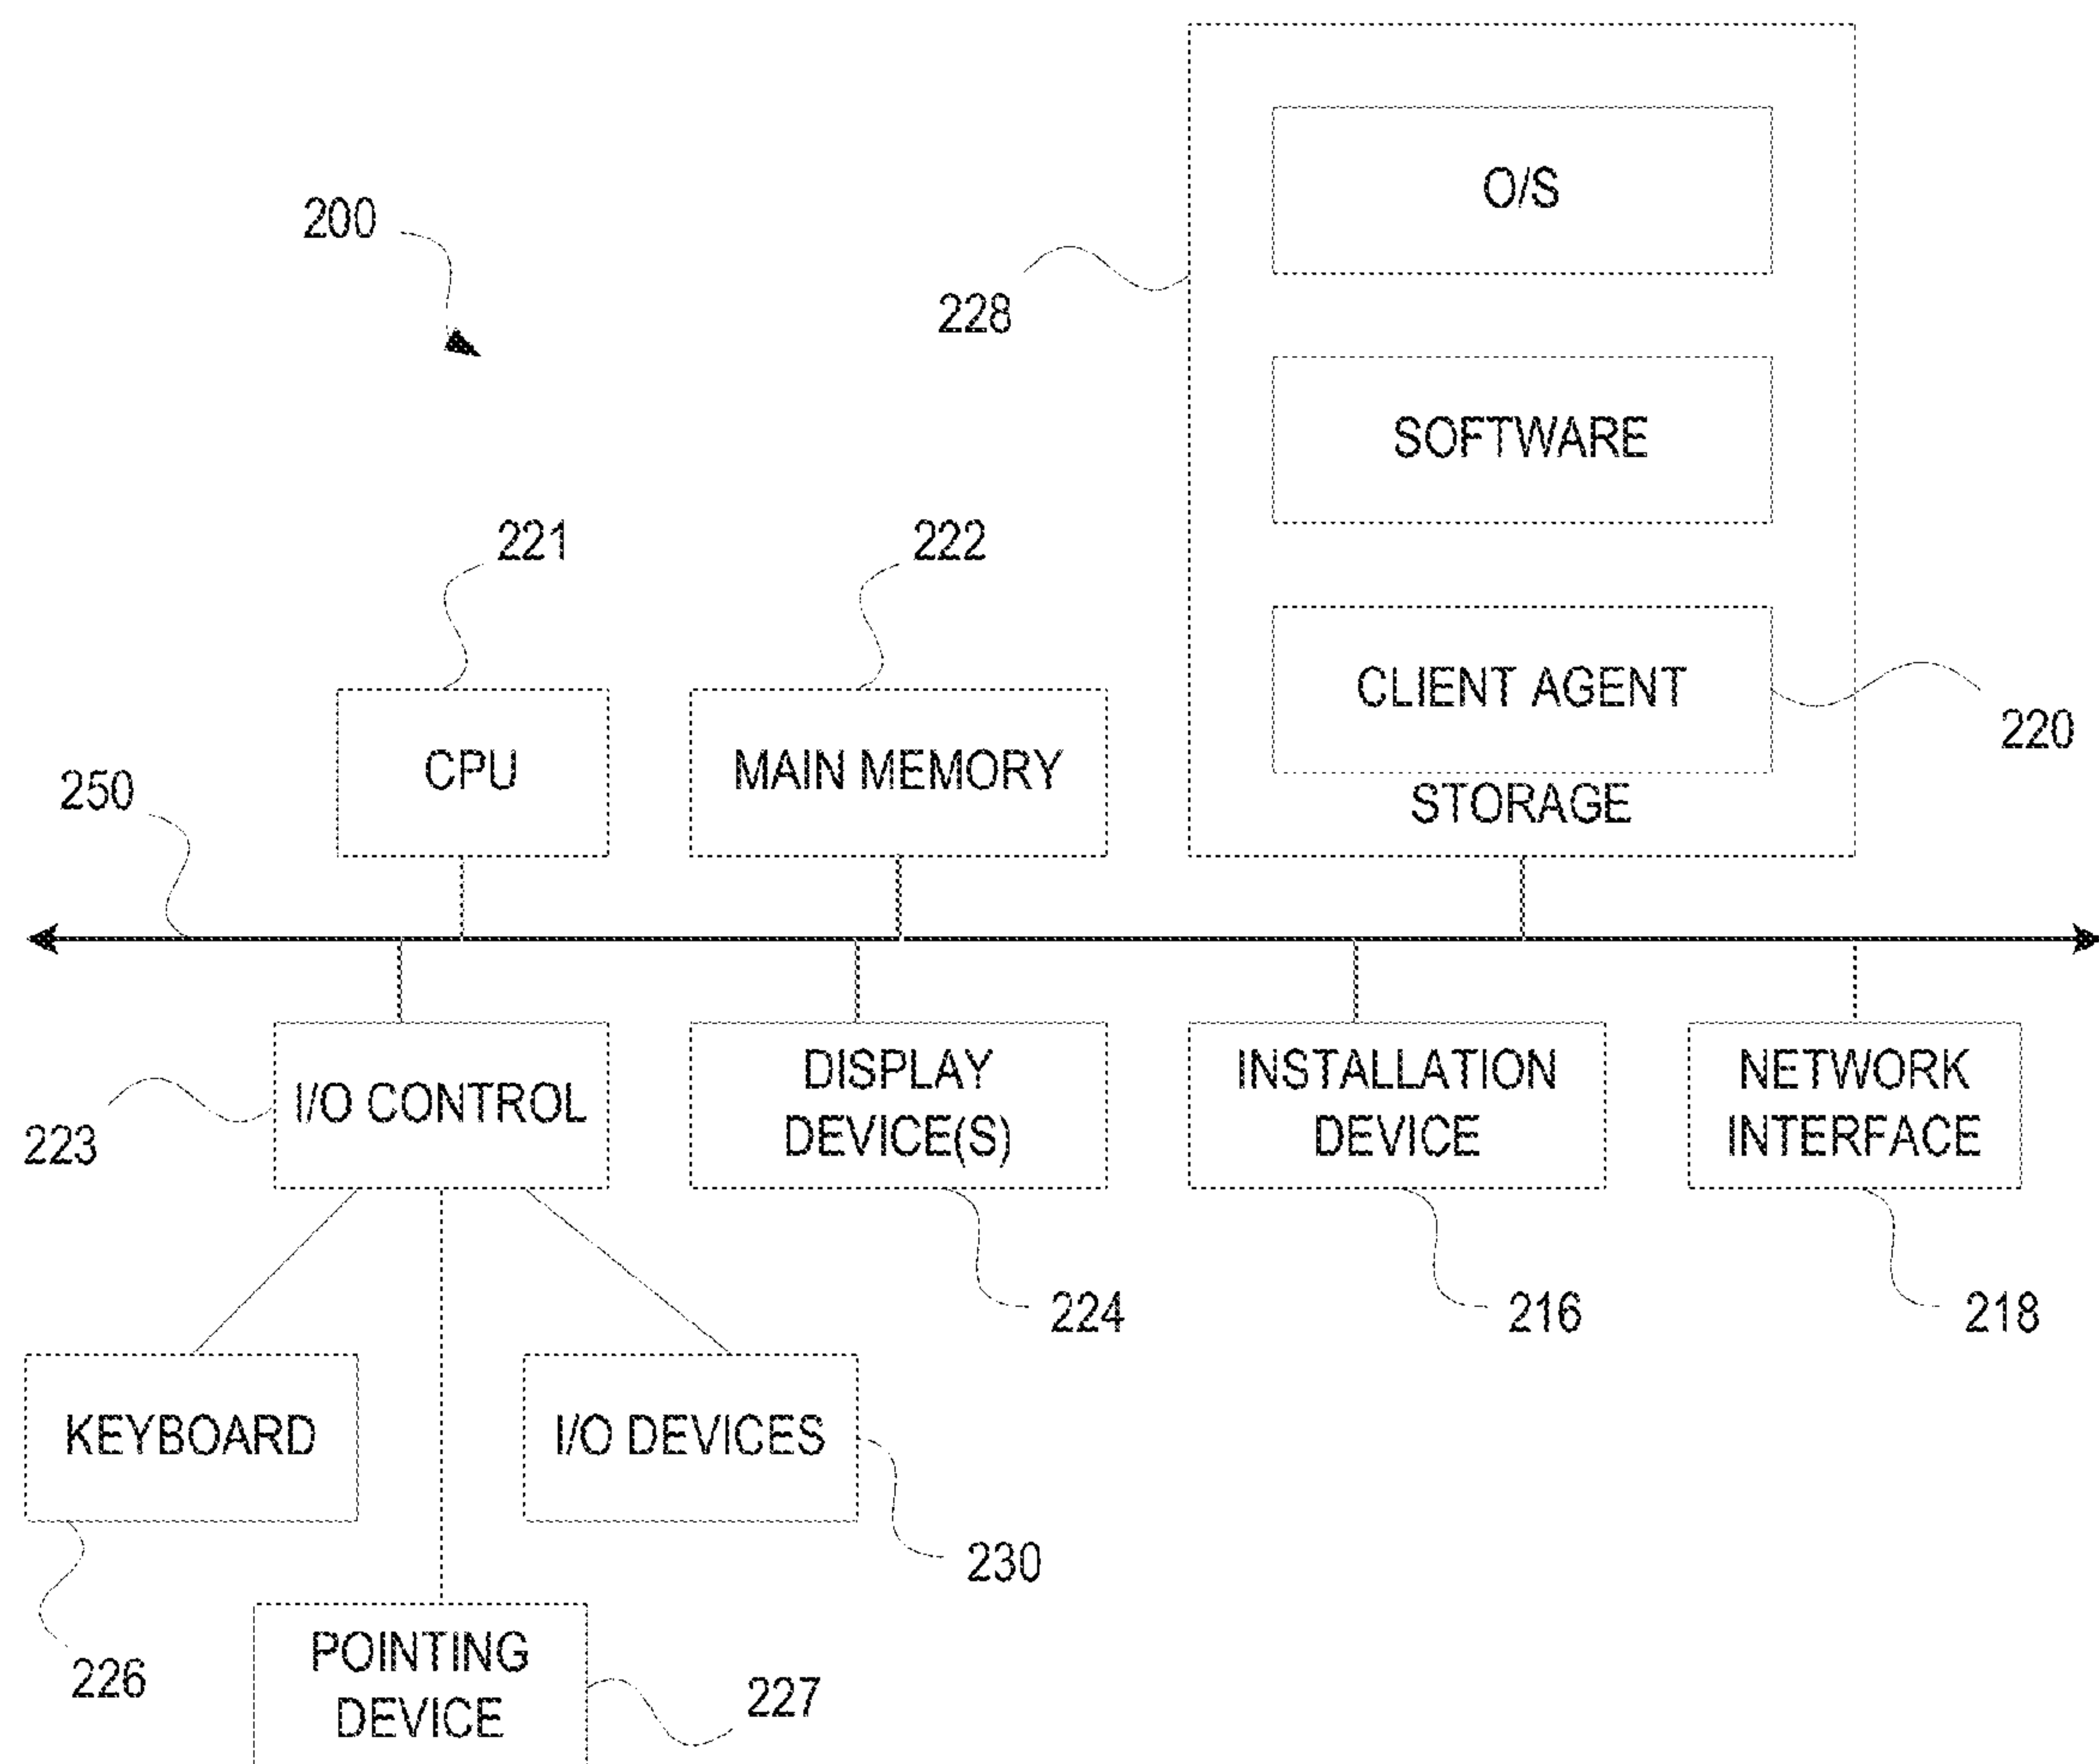 200
228
O/S
SOFTWARE
221
222
CLIENT AGENT
220
CPU
MAIN MEMORY
STORAGE
250
I/O CONTROL
223
DISPLAY
DEVICE(S)
INSTALLATION
DEVICE
NETWORK
INTERFACE
224
216
218
KEYBOARD
I/O DEVICES
230
226
POINTING
DEVICE
227